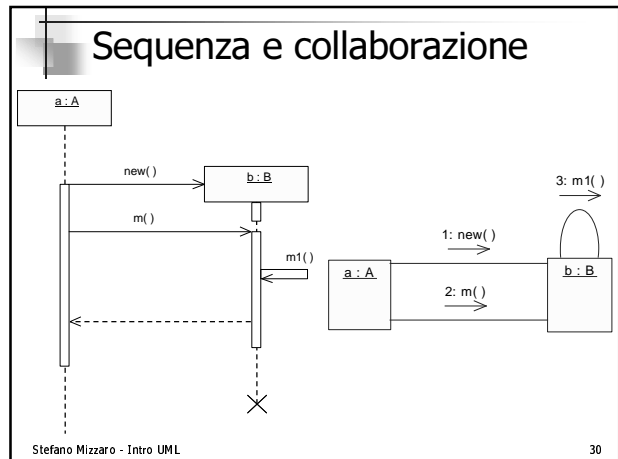 Sequenza e collaborazione
a : A
new( )
b : B
m( )
m1( )
3: m1( )
1: new( )
a : A
b : B
2: m( )
Stefano Mizzaro - Intro UML
30